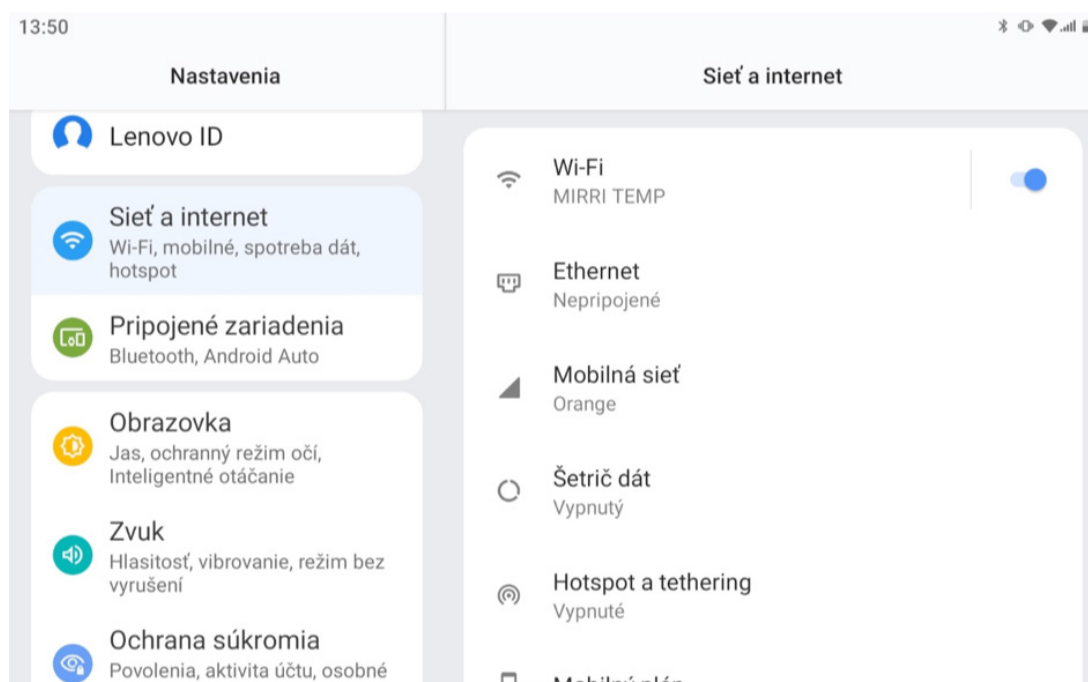 13:50
Nastavenia
Lenovo ID
Sieť a internet
Wi-Fi, mobilné, spotreba dát,
hotspot
Pripojené zariadenia
Bluetooth, Android Auto
Obrazovka
Jas, ochranný režim očí,
Inteligentné otáčanie
Zvuk
Hlasitosť, vibrovanie, režim bez
vyrušení
Ochrana súkromia
Povolenia, aktivita účtu, osobné
Sieť a internet
Wi-Fi
MIRRI TEMP
Ethernet
Nepripojené
Mobilná sieť
Orange
Šetrič dát
Vypnutý
Hotspot a tethering
Vypnuté
Mobilný plán